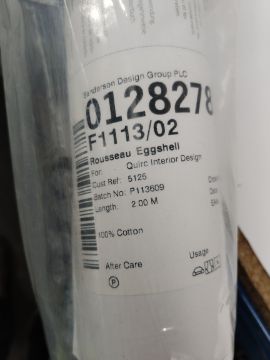 Sanderson Design Group PLC
0128278
F1113/02
Rousseau Eggshell
For: Quirc Interior Design
Cust Ref: 5125
Batch No: P113609
Length: 2.00 M
100% Cotton
Usage
After Care
P